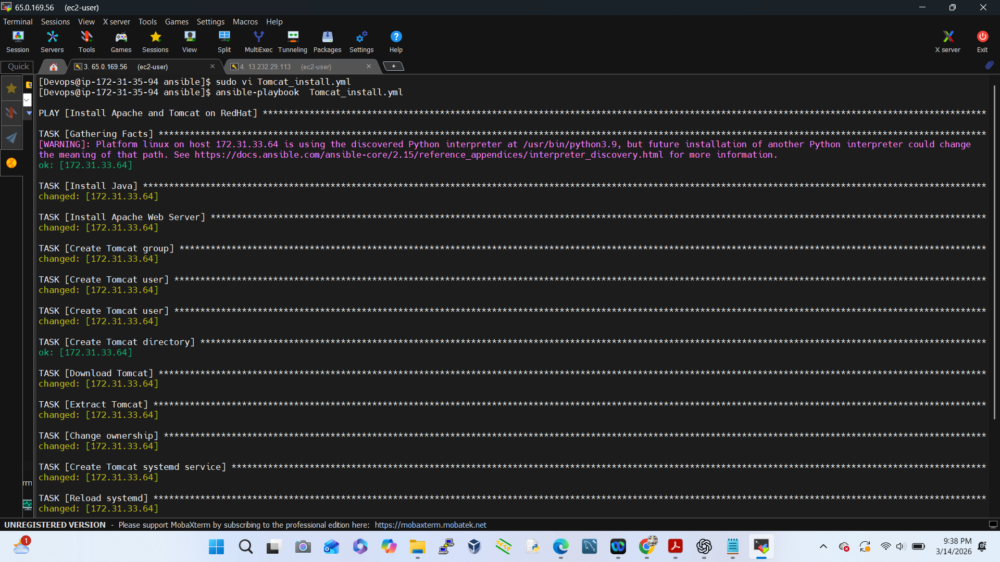 65.0.169.56 (ec2-user)
Terminal Sessions View X server Tools Games Settings Macros Help
Session Servers Tools Games Sessions View Split MultiExec Tunneling Packages Settings Help X server Exit
Quick 3. 65.0.169.56 (ec2-user) 4. 13.232.29.113 (ec2-user)
[Devops@ip-172-31-35-94 ansible]$ sudo vi Tomcat_install.yml
[Devops@ip-172-31-35-94 ansible]$ ansible-playbook  Tomcat_install.yml
PLAY [Install Apache and Tomcat on RedHat] *******************************************************************************************************************************************
TASK [Gathering Facts] ***************************************************************************************************************************************************************
[WARNING]: Platform linux on host 172.31.33.64 is using the discovered Python interpreter at /usr/bin/python3.9, but future installation of another Python interpreter could change
the meaning of that path. See https://docs.ansible.com/ansible-core/2.15/reference_appendices/interpreter_discovery.html for more information.
ok: [172.31.33.64]
TASK [Install Java] ******************************************************************************************************************************************************************
changed: [172.31.33.64]
TASK [Install Apache Web Server] *****************************************************************************************************************************************************
changed: [172.31.33.64]
TASK [Create Tomcat group] ***********************************************************************************************************************************************************
changed: [172.31.33.64]
TASK [Create Tomcat user] ************************************************************************************************************************************************************
changed: [172.31.33.64]
TASK [Create Tomcat user] ************************************************************************************************************************************************************
changed: [172.31.33.64]
TASK [Create Tomcat directory] *******************************************************************************************************************************************************
ok: [172.31.33.64]
TASK [Download Tomcat] ***************************************************************************************************************************************************************
changed: [172.31.33.64]
TASK [Extract Tomcat] ****************************************************************************************************************************************************************
changed: [172.31.33.64]
TASK [Change ownership] **************************************************************************************************************************************************************
changed: [172.31.33.64]
TASK [Create Tomcat systemd service] *************************************************************************************************************************************************
changed: [172.31.33.64]
TASK [Reload systemd] ****************************************************************************************************************************************************************
changed: [172.31.33.64]
rm
UNREGISTERED VERSION - Please support MobaXterm by subscribing to the professional edition here: https://mobaxterm.mobatek.net
1
TFTP
9:38 PM
3/14/2026